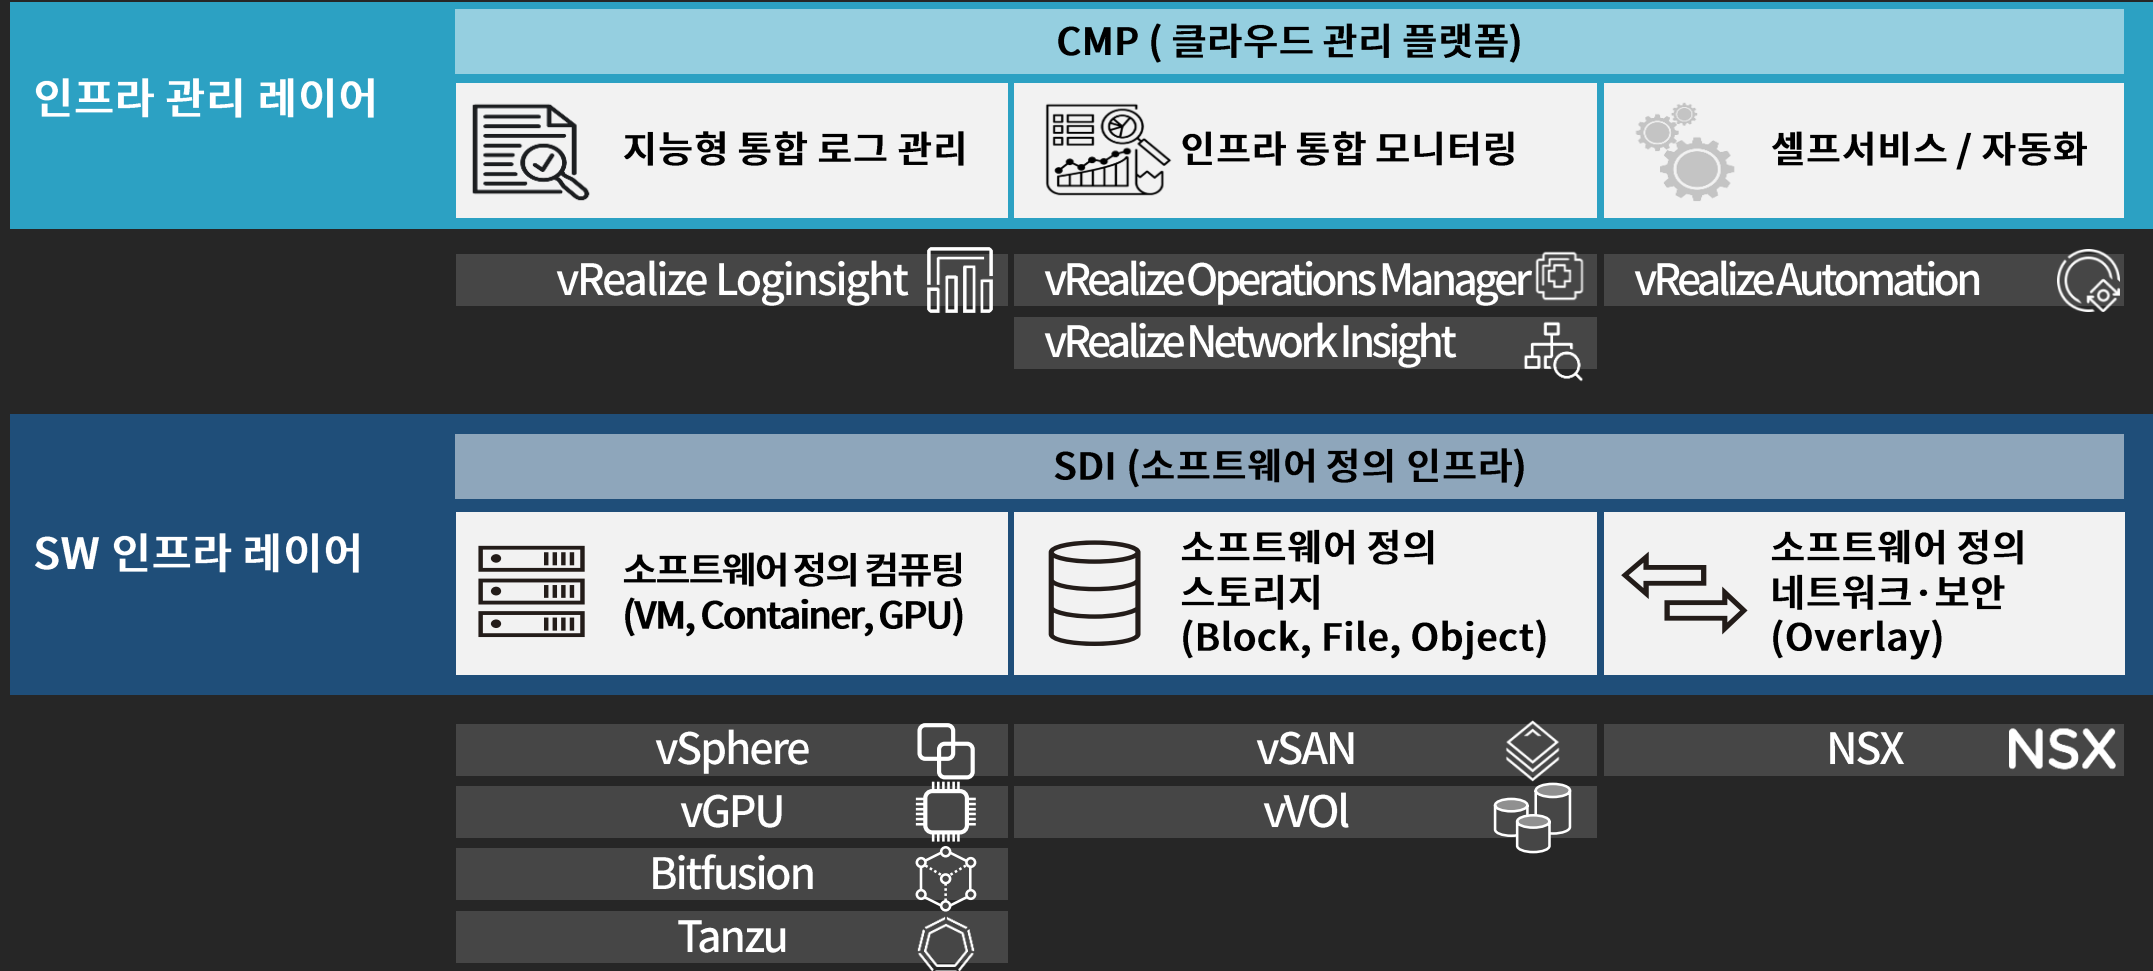 인프라 관리 레이어
CMP ( 클라우드 관리 플랫폼)
지능형 통합 로그 관리
인프라 통합 모니터링
셀프서비스 / 자동화
vRealize Loginsight
vRealize Operations Manager
vRealize Automation
vRealize Network Insight
SW 인프라 레이어
SDI (소프트웨어 정의 인프라)
소프트웨어 정의 컴퓨팅
(VM, Container, GPU)
소프트웨어 정의
스토리지
(Block, File, Object)
소프트웨어 정의
네트워크·보안
(Overlay)
vSphere
vSAN
NSX
NSX
vGPU
vVOl
Bitfusion
Tanzu